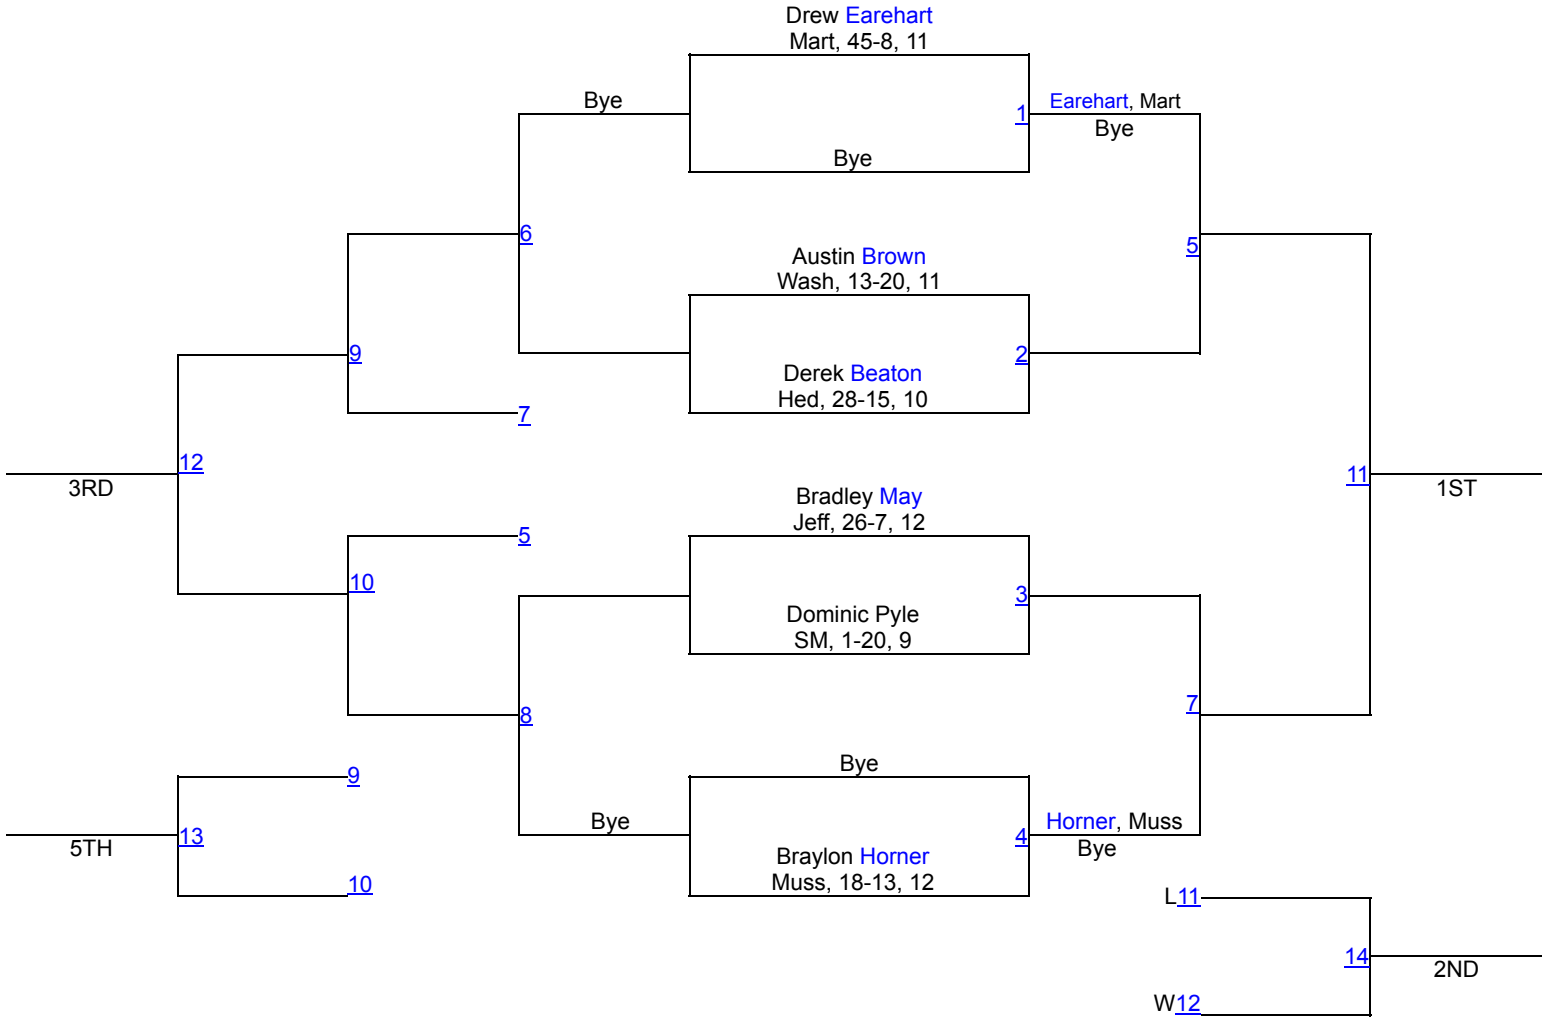 Drew Earehart
Mart, 45-8, 11
Bye
1
Earehart, Mart
Bye
Bye
6
5
Austin Brown
Wash, 13-20, 11
9
2
Derek Beaton
Hed, 28-15, 10
7
12
3RD
11
1ST
Bradley May
Jeff, 26-7, 12
5
10
3
Dominic Pyle
SM, 1-20, 9
8
7
Bye
9
13
5TH
Bye
4
Horner, Muss
Bye
Braylon Horner
Muss, 18-13, 12
10
L11
14
2ND
W12